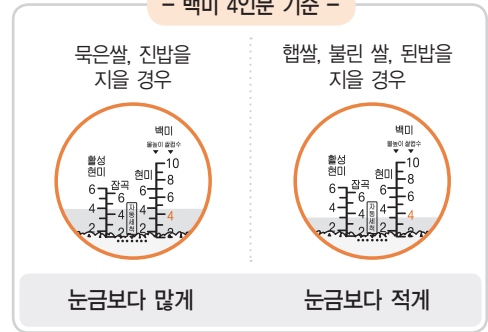 - 백미 4인분 기준 -
묵은쌀, 진밥을
지을 경우
백미
물높이 쌀컵수
활성
현미
잡곡
현미
10
8
6
4
2
6
4
2
6
4
2
6
4
2
자동세척
눈금보다 많게
햅쌀, 불린 쌀, 된밥을
지을 경우
백미
물높이 쌀컵수
활성
현미
잡곡
현미
10
8
6
4
2
6
4
2
6
4
2
6
4
2
자동세척
눈금보다 적게